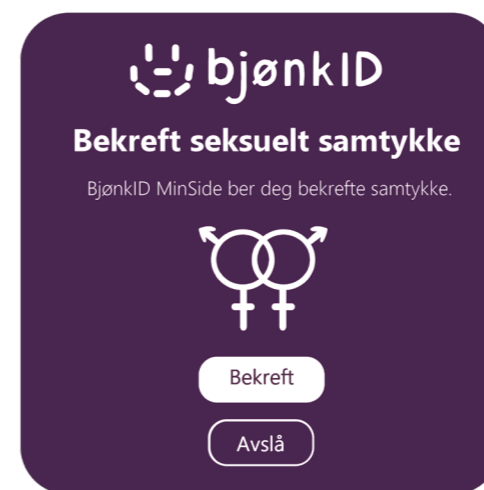 bjønkID
Bekreft seksuelt samtykke
BjønkID MinSide ber deg bekrefte samtykke.
Bekreft
Avslå